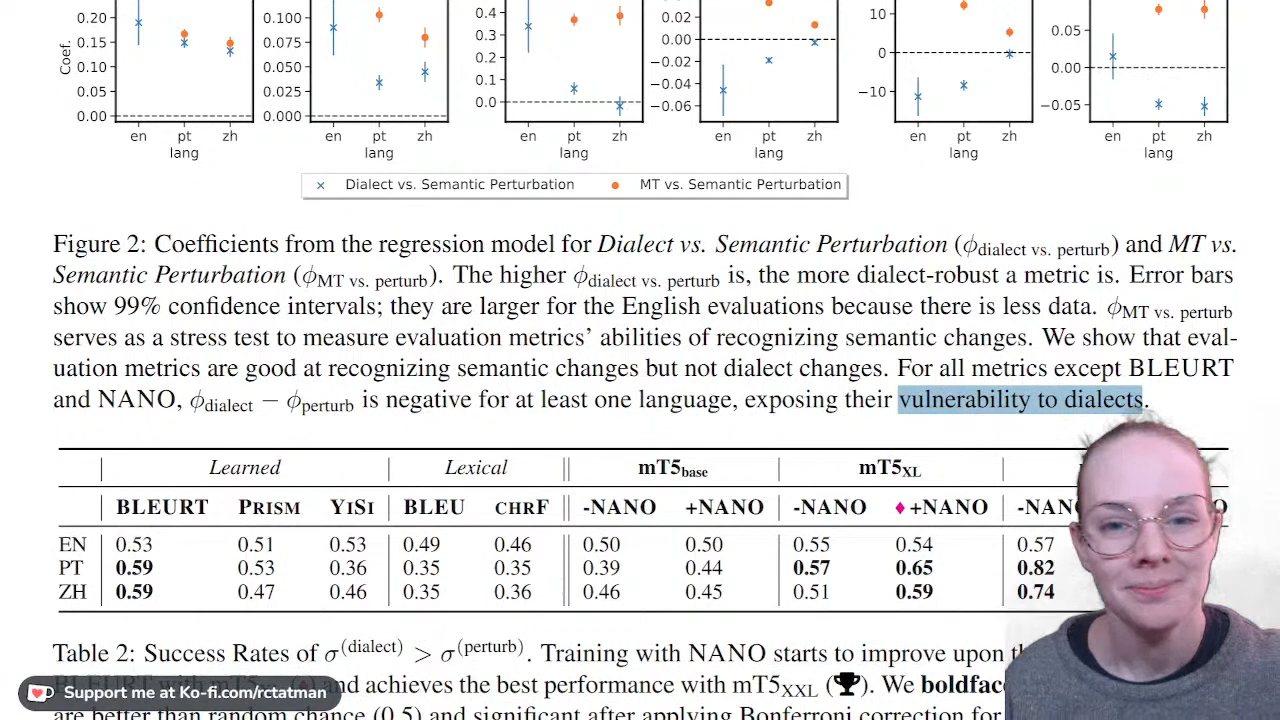 0.20 0.100 0.4 0.02 10 0.05
0.15 0.075 0.3 0.00 0 0.00
0.10 0.050 0.2 −0.02 −10 −0.05
0.05 0.025 0.1 −0.04
0.00 0.000 0.0 −0.06
Coef.
en pt zh en pt zh en pt zh en pt zh en pt zh en pt zh
lang lang lang lang lang lang
Dialect vs. Semantic Perturbation MT vs. Semantic Perturbation
Figure 2: Coefficients from the regression model for Dialect vs. Semantic Perturbation (ϕdialect vs. perturb) and MT vs.
Semantic Perturbation (ϕMT vs. perturb). The higher ϕdialect vs. perturb is, the more dialect-robust a metric is. Error bars
show 99% confidence intervals; they are larger for the English evaluations because there is less data. ϕMT vs. perturb
serves as a stress test to measure evaluation metrics’ abilities of recognizing semantic changes. We show that eval-
uation metrics are good at recognizing semantic changes but not dialect changes. For all metrics except BLEURT
and NANO, ϕdialect − ϕperturb is negative for at least one language, exposing their vulnerability to dialects.
Learned Lexical mT5base mT5XL
BLEURT PRISM YISI BLEU CHRF -NANO +NANO -NANO ♦+NANO
EN 0.53 0.51 0.53 0.49 0.46 0.50 0.50 0.55 0.54 0.57
PT 0.59 0.53 0.36 0.35 0.35 0.39 0.44 0.57 0.65 0.82
ZH 0.59 0.47 0.46 0.35 0.36 0.46 0.45 0.51 0.59 0.74
Table 2: Success Rates of σ(dialect) > σ(perturb). Training with NANO starts to improve upon
and achieves the best performance with mT5XXL (🏆). We
are better than random chance (0.5) and significant after applying Bonferroni correction for
Support me at Ko-fi.com/rctatman